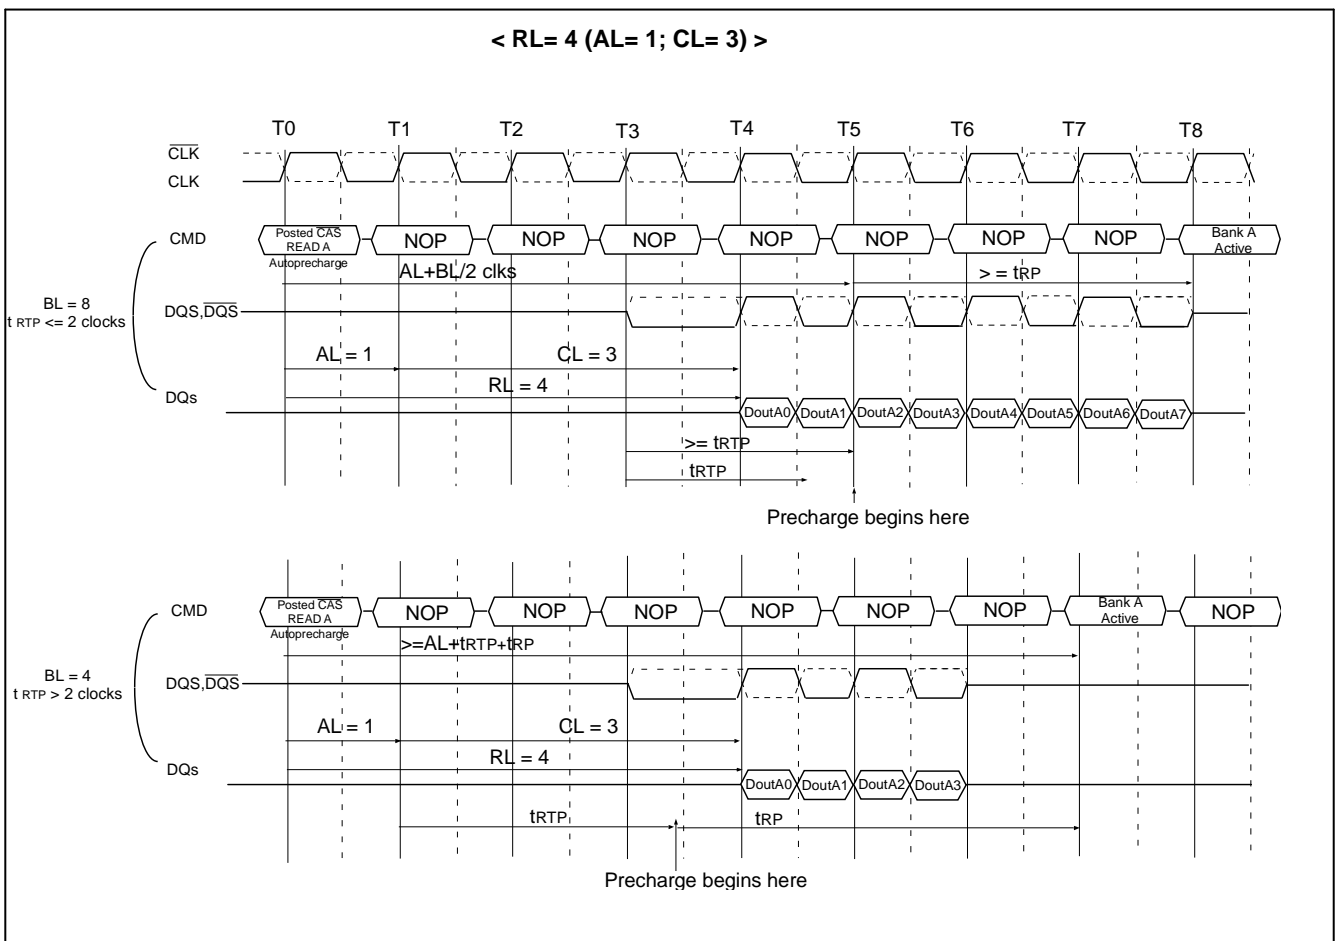 < RL= 4 (AL= 1; CL= 3) >
T0 T1 T2 T3 T4 T5 T6 T7 T8
CLK
CLK
CMD
Posted CAS
READ A
Autoprecharge
NOP NOP NOP NOP NOP NOP NOP
Bank A
Active
AL+BL/2 clks
> = tRP
BL = 8
t RTP <= 2 clocks
DQS,DQS
AL = 1
CL = 3
RL = 4
DQs
DoutA0 DoutA1 DoutA2 DoutA3 DoutA4 DoutA5 DoutA6 DoutA7
>= tRTP
tRTP
Precharge begins here
CMD
Posted CAS
READ A
Autoprecharge
NOP NOP NOP NOP NOP NOP
Bank A
Active
NOP
>=AL+tRTP+tRP
BL = 4
t RTP > 2 clocks
DQS,DQS
AL = 1
CL = 3
RL = 4
DQs
DoutA0 DoutA1 DoutA2 DoutA3
tRTP
tRP
Precharge begins here